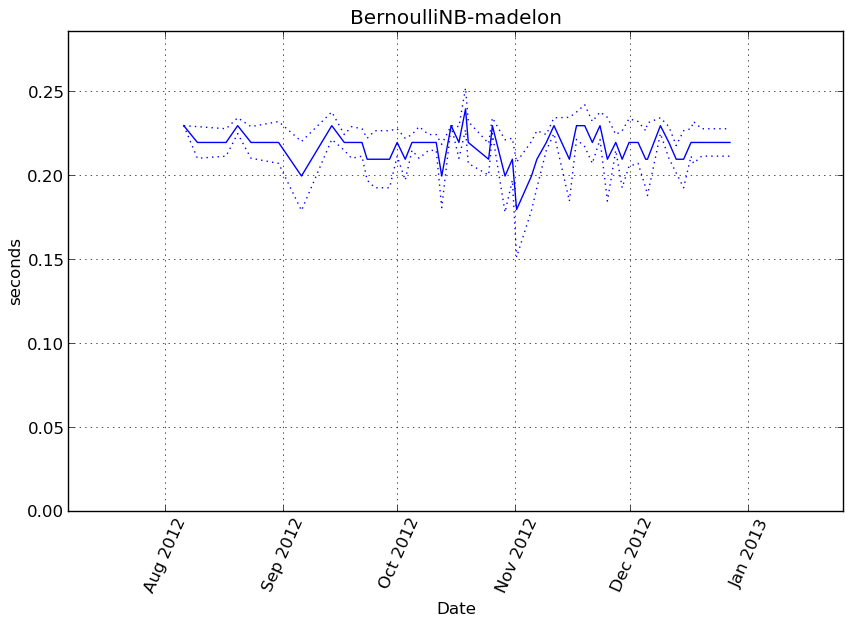 BernoulliNB-madelon
0.25
0.20
0.15
0.10
0.05
0.00
seconds
Aug 2012
Sep 2012
Oct 2012
Nov 2012
Dec 2012
Jan 2013
Date